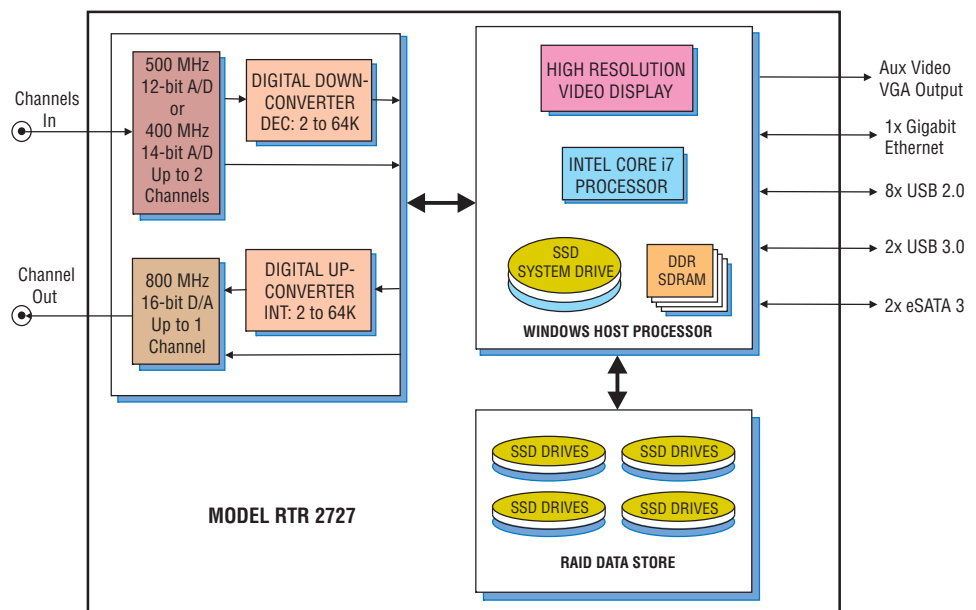 Channels
In
500 MHz
12-bit A/D
or
400 MHz
14-bit A/D
Up to 2
Channels
DIGITAL DOWN-
CONVERTER
DEC: 2 to 64K
Channel
Out
800 MHz
16-bit D/A
Up to 1
Channel
DIGITAL UP-
CONVERTER
INT: 2 to 64K
HIGH RESOLUTION
VIDEO DISPLAY
INTEL CORE i7
PROCESSOR
SSD
SYSTEM DRIVE
DDR
SDRAM
WINDOWS HOST PROCESSOR
Aux Video
VGA Output
1x Gigabit
Ethernet
8x USB 2.0
2x USB 3.0
2x eSATA 3
SSD DRIVES
SSD DRIVES
SSD DRIVES
SSD DRIVES
RAID DATA STORE
MODEL RTR 2727